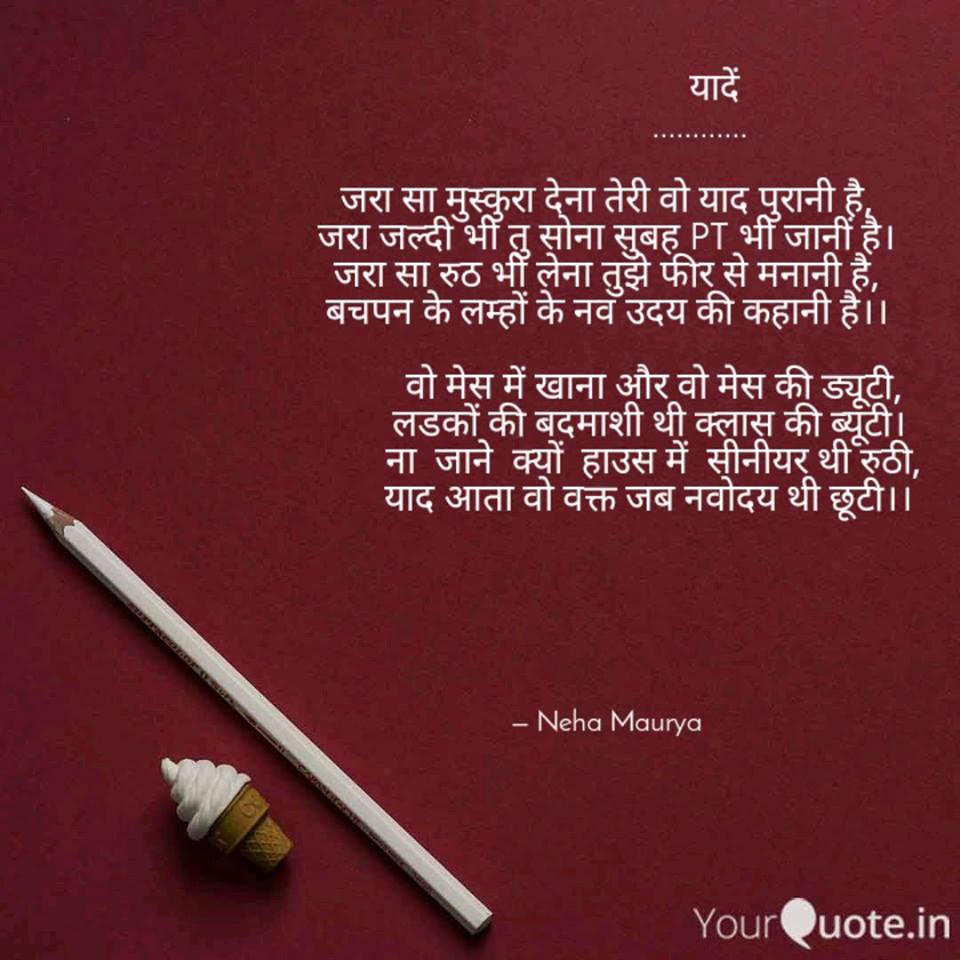 यादें
............
जरा सा मुस्कुरा देना तेरी वो याद पुरानी है,
जरा जल्दी भी तु सोना सुबह PT भी जानी है।
जरा सा रुठ भी लेना तुझे फीर से मनानी है,
बचपन के लम्हों के नव उदय की कहानी है।।
वो मेस में खाना और वो मेस की ड्यूटी,
लडकों की बदमाशी थी क्लास की ब्यूटी।
ना जाने क्यों हाउस में सीनीयर थी रुठी,
याद आता वो वक्त जब नवोदय थी छूटी।।
– Neha Maurya
YourQuote.in